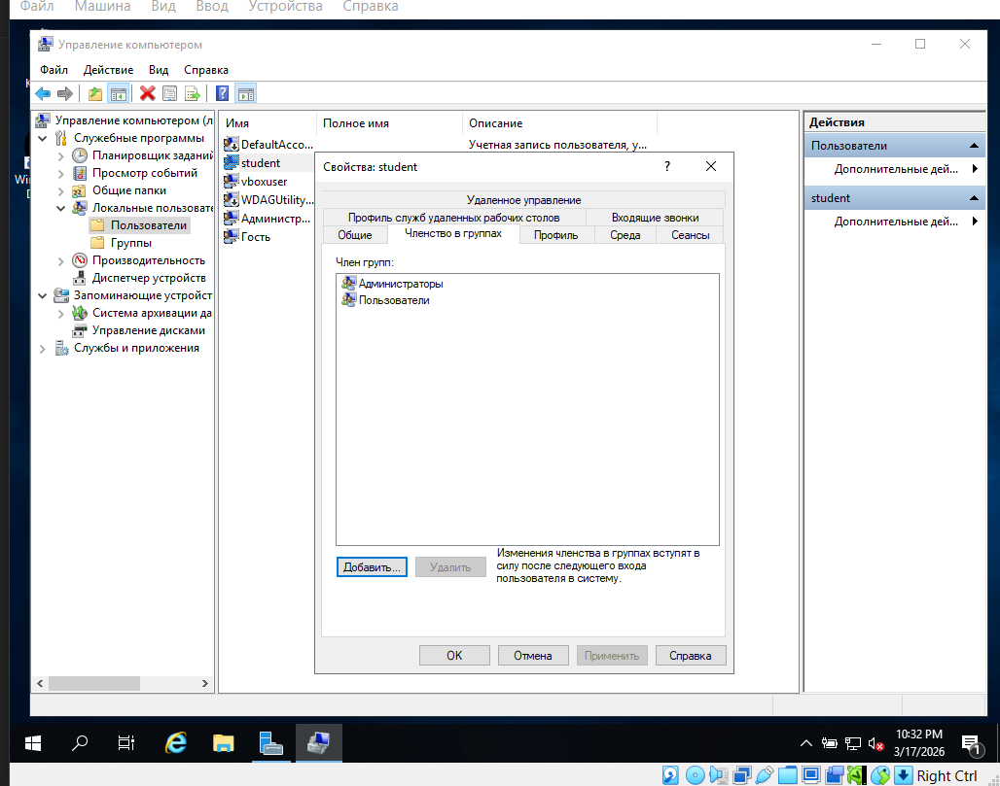 Файл Машина Вид Ввод Устройства Справка
Управление компьютером
Файл Действие Вид Справка
Управление компьютером (л
Служебные программы
Планировщик заданий
Просмотр событий
Общие папки
Локальные пользовате
Пользователи
Группы
Производительность
Диспетчер устройств
Запоминающие устройст
Система архивации да
Управление дисками
Службы и приложения
Имя Полное имя Описание
DefaultAcco... Учетная запись пользователя, у...
student
vboxuser
WDAGUtility...
Администр...
Гость
Свойства: student
?
Удаленное управление
Профиль служб удаленных рабочих столов Входящие звонки
Общие Членство в группах Профиль Среда Сеансы
Член групп:
Администраторы
Пользователи
Добавить... Удалить
Изменения членства в группах вступят в
силу после следующего входа
пользователя в систему.
OK Отмена Применить Справка
Действия
Пользователи
Дополнительные дей...
student
Дополнительные дей...
10:32 PM
3/17/2026
1
Right Ctrl